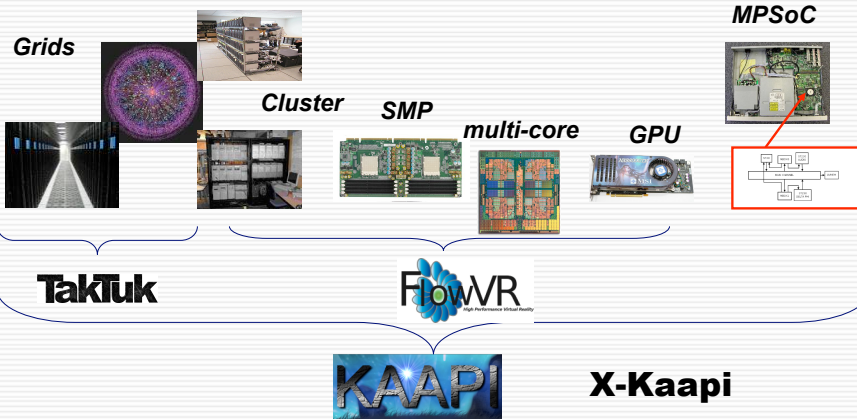 MPSoC
Grids
Cluster
SMP
multi-core
GPU
TakTuk
FlowVR
High-Performance Virtual Reality
KAAPI
X-Kaapi